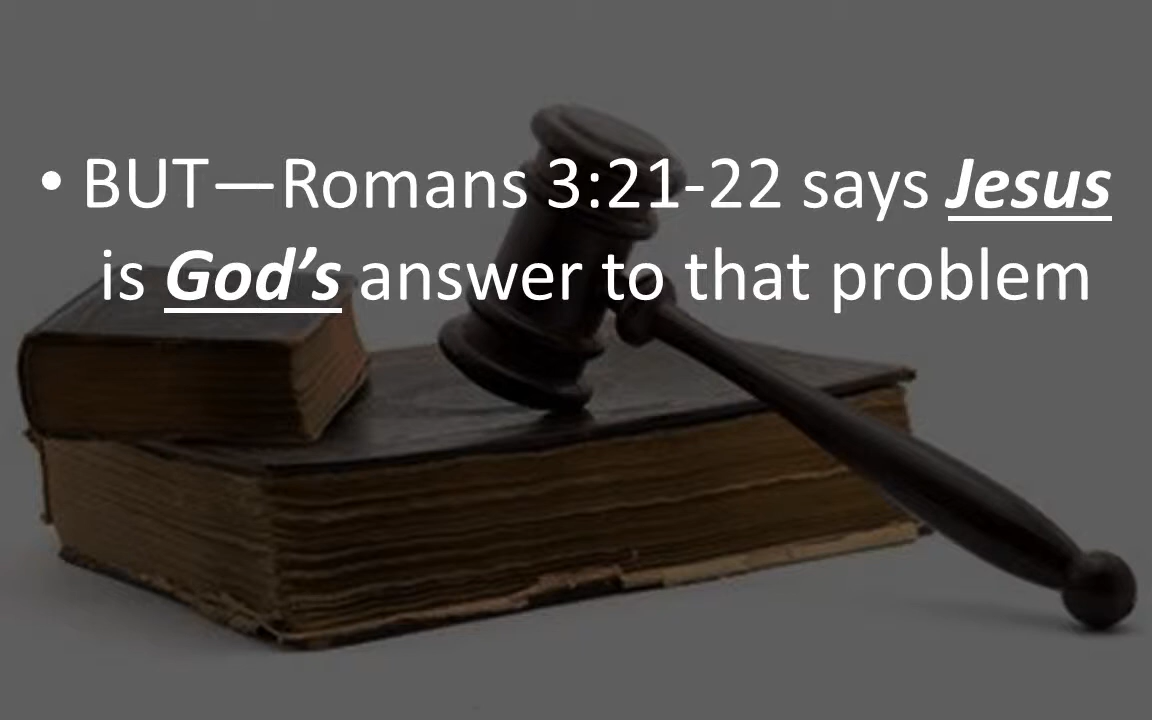 • BUT—Romans 3:21-22 says Jesus
is God’s answer to that problem